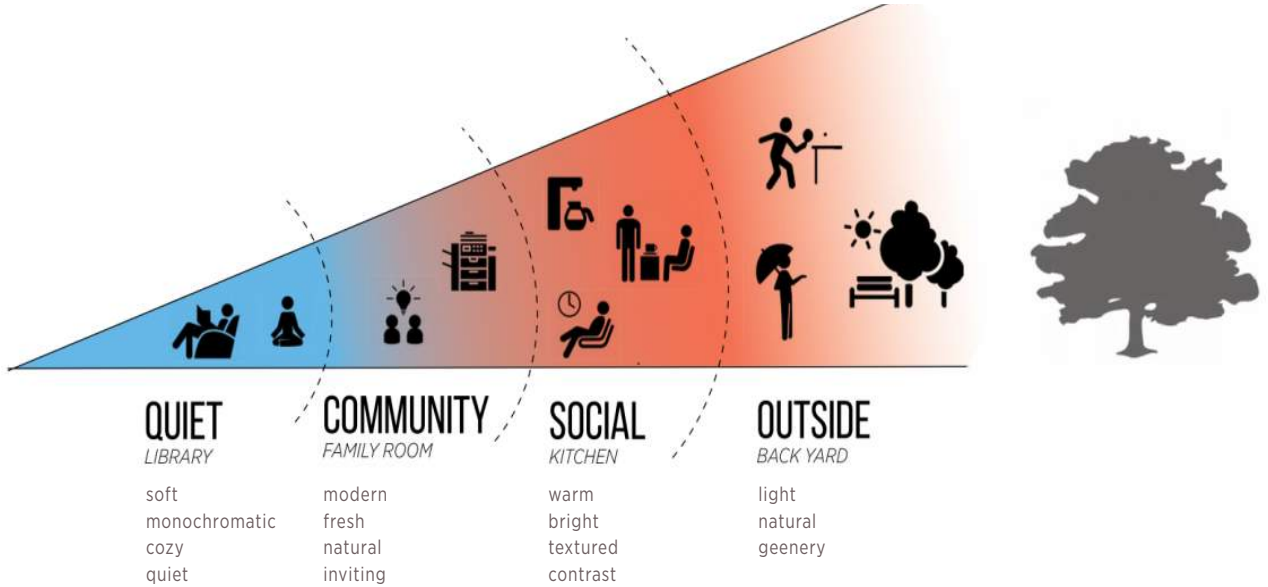 QUIET
LIBRARY
soft
monochromatic
cozy
quiet
COMMUNITY
FAMILY ROOM
modern
fresh
natural
inviting
SOCIAL
KITCHEN
warm
bright
textured
contrast
OUTSIDE
BACK YARD
light
natural
geenery